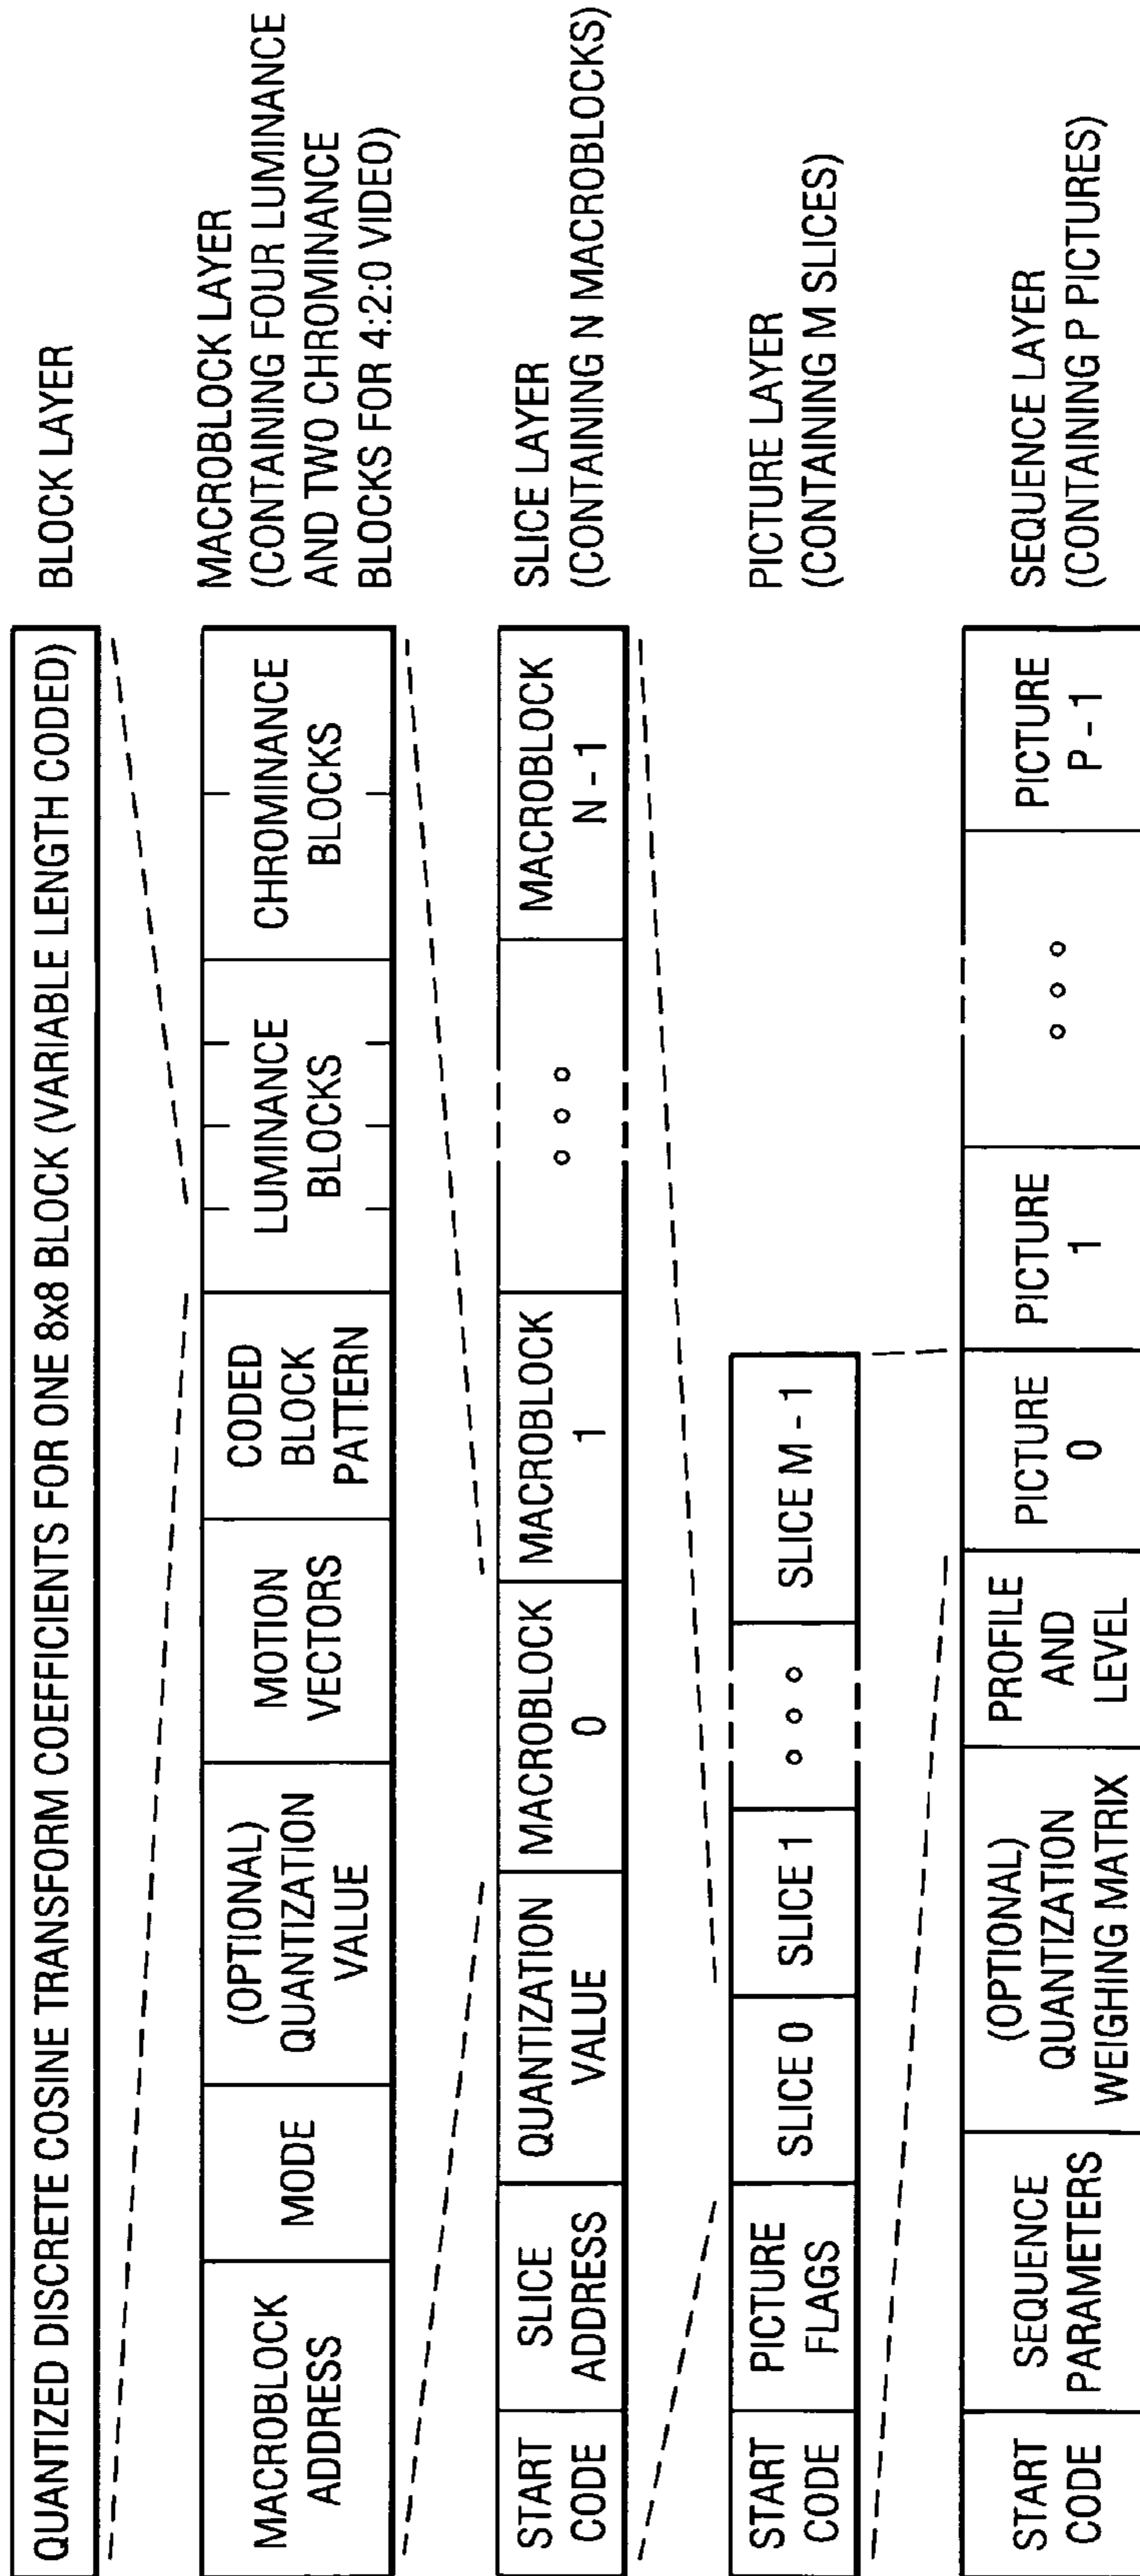 QUANTIZED DISCRETE COSINE TRANSFORM COEFFICIENTS FOR ONE 8x8 BLOCK (VARIABLE LENGTH CODED)
BLOCK LAYER
MACROBLOCK
ADDRESS
MODE
(OPTIONAL)
QUANTIZATION
VALUE
MOTION
VECTORS
CODED
BLOCK
PATTERN
LUMINANCE
BLOCKS
CHROMINANCE
BLOCKS
MACROBLOCK LAYER
(CONTAINING FOUR LUMINANCE
AND TWO CHROMINANCE
BLOCKS FOR 4:2:0 VIDEO)
START
CODE
SLICE
ADDRESS
QUANTIZATION
VALUE
MACROBLOCK
0
MACROBLOCK
1
MACROBLOCK
N - 1
SLICE LAYER
(CONTAINING N MACROBLOCKS)
START
CODE
PICTURE
FLAGS
SLICE 0
SLICE 1
SLICE M - 1
PICTURE LAYER
(CONTAINING M SLICES)
START
CODE
SEQUENCE
PARAMETERS
(OPTIONAL)
QUANTIZATION
WEIGHING MATRIX
PROFILE
AND
LEVEL
PICTURE
0
PICTURE
1
PICTURE
P - 1
SEQUENCE LAYER
(CONTAINING P PICTURES)